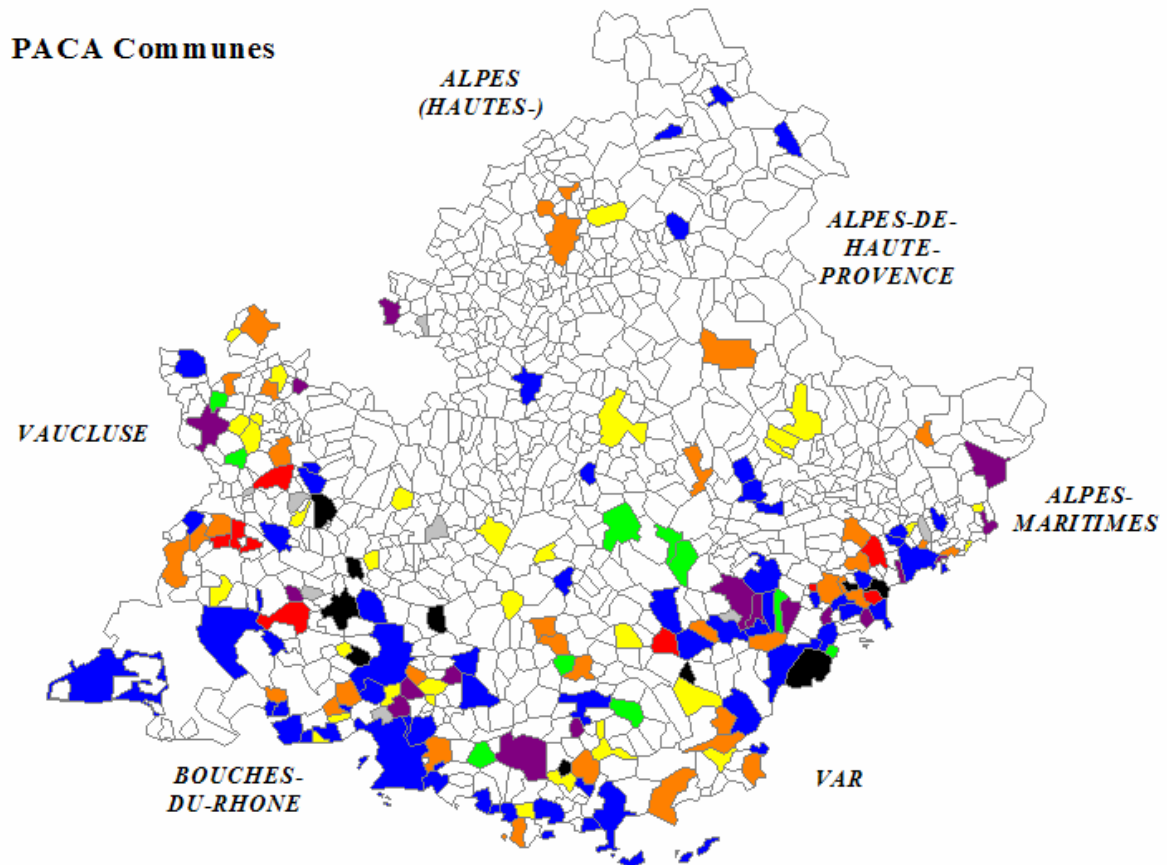 PACA Communes
ALPES
(HAUTES-)
ALPES-DE-
HAUTE-
PROVENCE
VAUCLUSE
ALPES-
MARITIMES
BOUCHES-
DU-RHONE
VAR